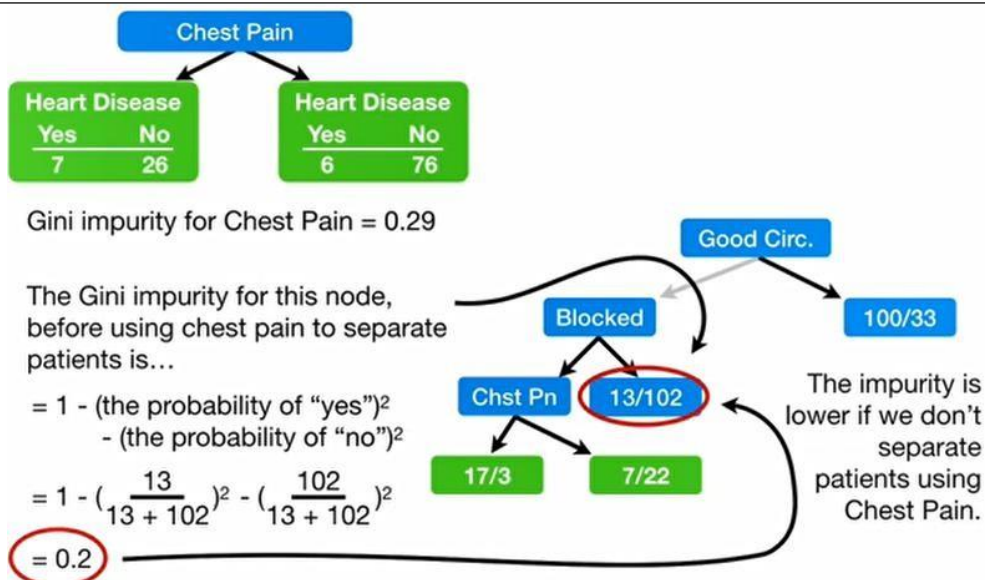 Chest Pain
Heart Disease
Yes No
7 26
Heart Disease
Yes No
6 76
Gini impurity for Chest Pain = 0.29
The Gini impurity for this node,
before using chest pain to separate
patients is…
= 1 - (the probability of “yes”)²
- (the probability of “no”)²
= 1 - (13 / 13 + 102)² - (102 / 13 + 102)²
= 0.2
Good Circ.
Blocked
100/33
Chst Pn
13/102
17/3
7/22
The impurity is
lower if we don’t
separate
patients using
Chest Pain.